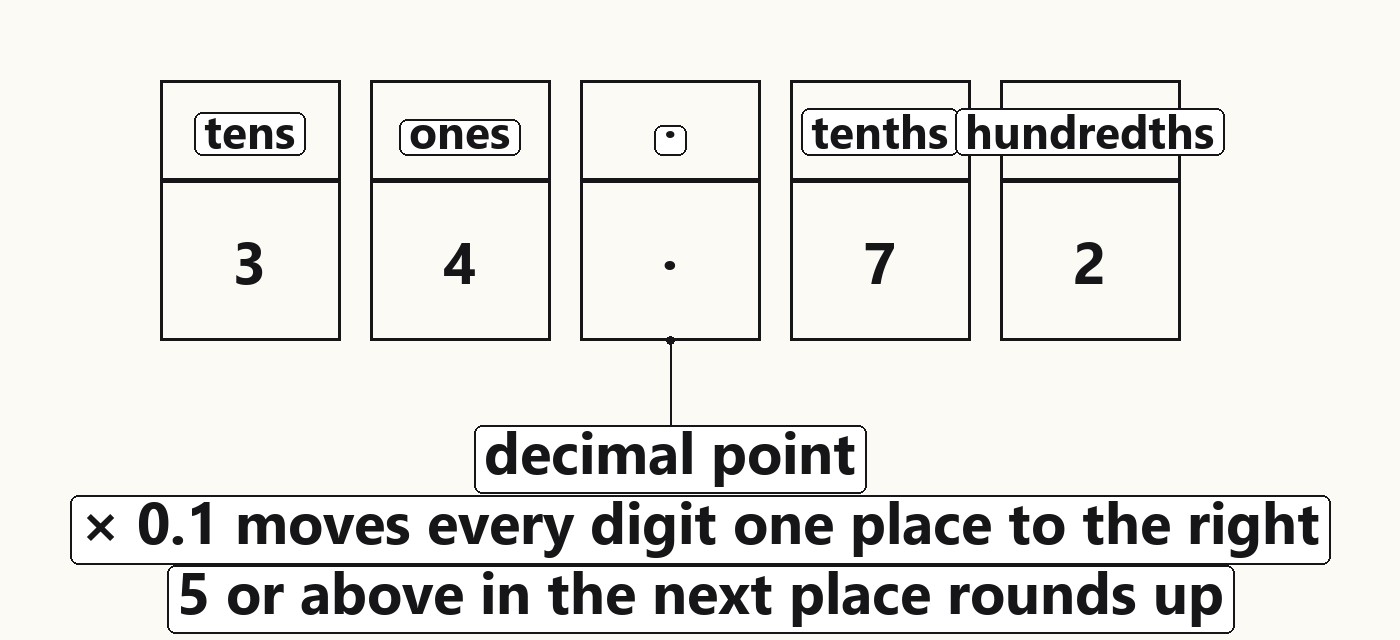 tens ones . tenths hundredths
3 4 . 7 2
decimal point
× 0.1 moves every digit one place to the right
5 or above in the next place rounds up